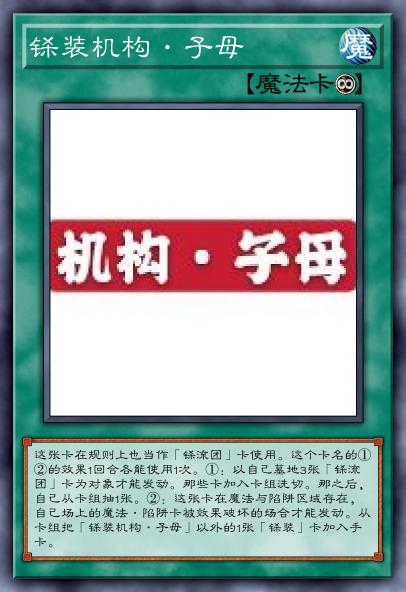 铩装机构·子母
魔
【魔法卡♾】
机构·子母
这张卡在规则上也当作「铩漂团」卡使用。这个卡名的①
②的效果1回合各能使用1次。①：以自己墓地3张「铩漂
团」卡为对象才能发动。那些卡加入卡组洗切。那之后，
自己从卡组抽1张。②：这张卡在魔法与陷阱区域存在，
自己场上的魔法·陷阱卡被效果破坏的场合才能发动。从
卡组把「铩装机构·子母」以外的1张「铩装」卡加入手
卡。